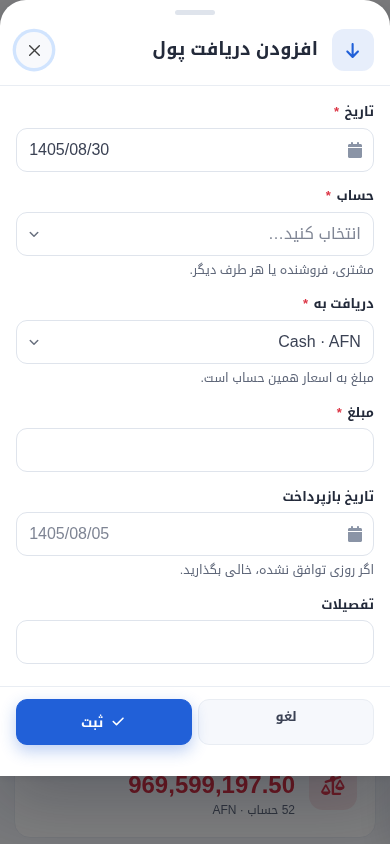 افزودن دریافت پول
تاریخ *
1405/08/30
حساب *
انتخاب کنید...
مشتری، فروشنده یا هر طرف دیگر.
دریافت به *
Cash · AFN
مبلغ به اسعار همین حساب است.
مبلغ *
تاریخ بازپرداخت
1405/08/05
اگر روزی توافق نشده، خالی بگذارید.
تفصیلات
لغو
ثبت
969,599,197.50
52 حساب · AFN